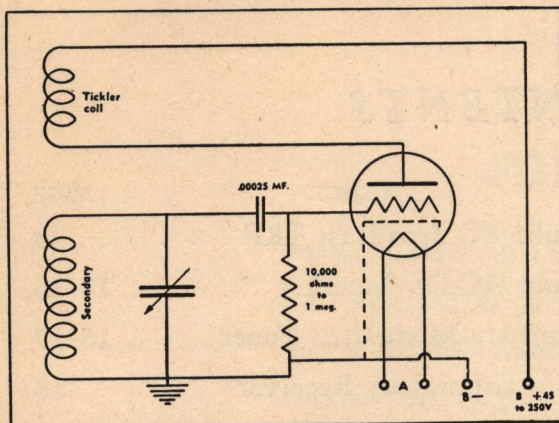 Tickler
coil
.00025 MF.
Secondary
10,000
ohms
to
1 meg.
A
B−
B +45
to 250V